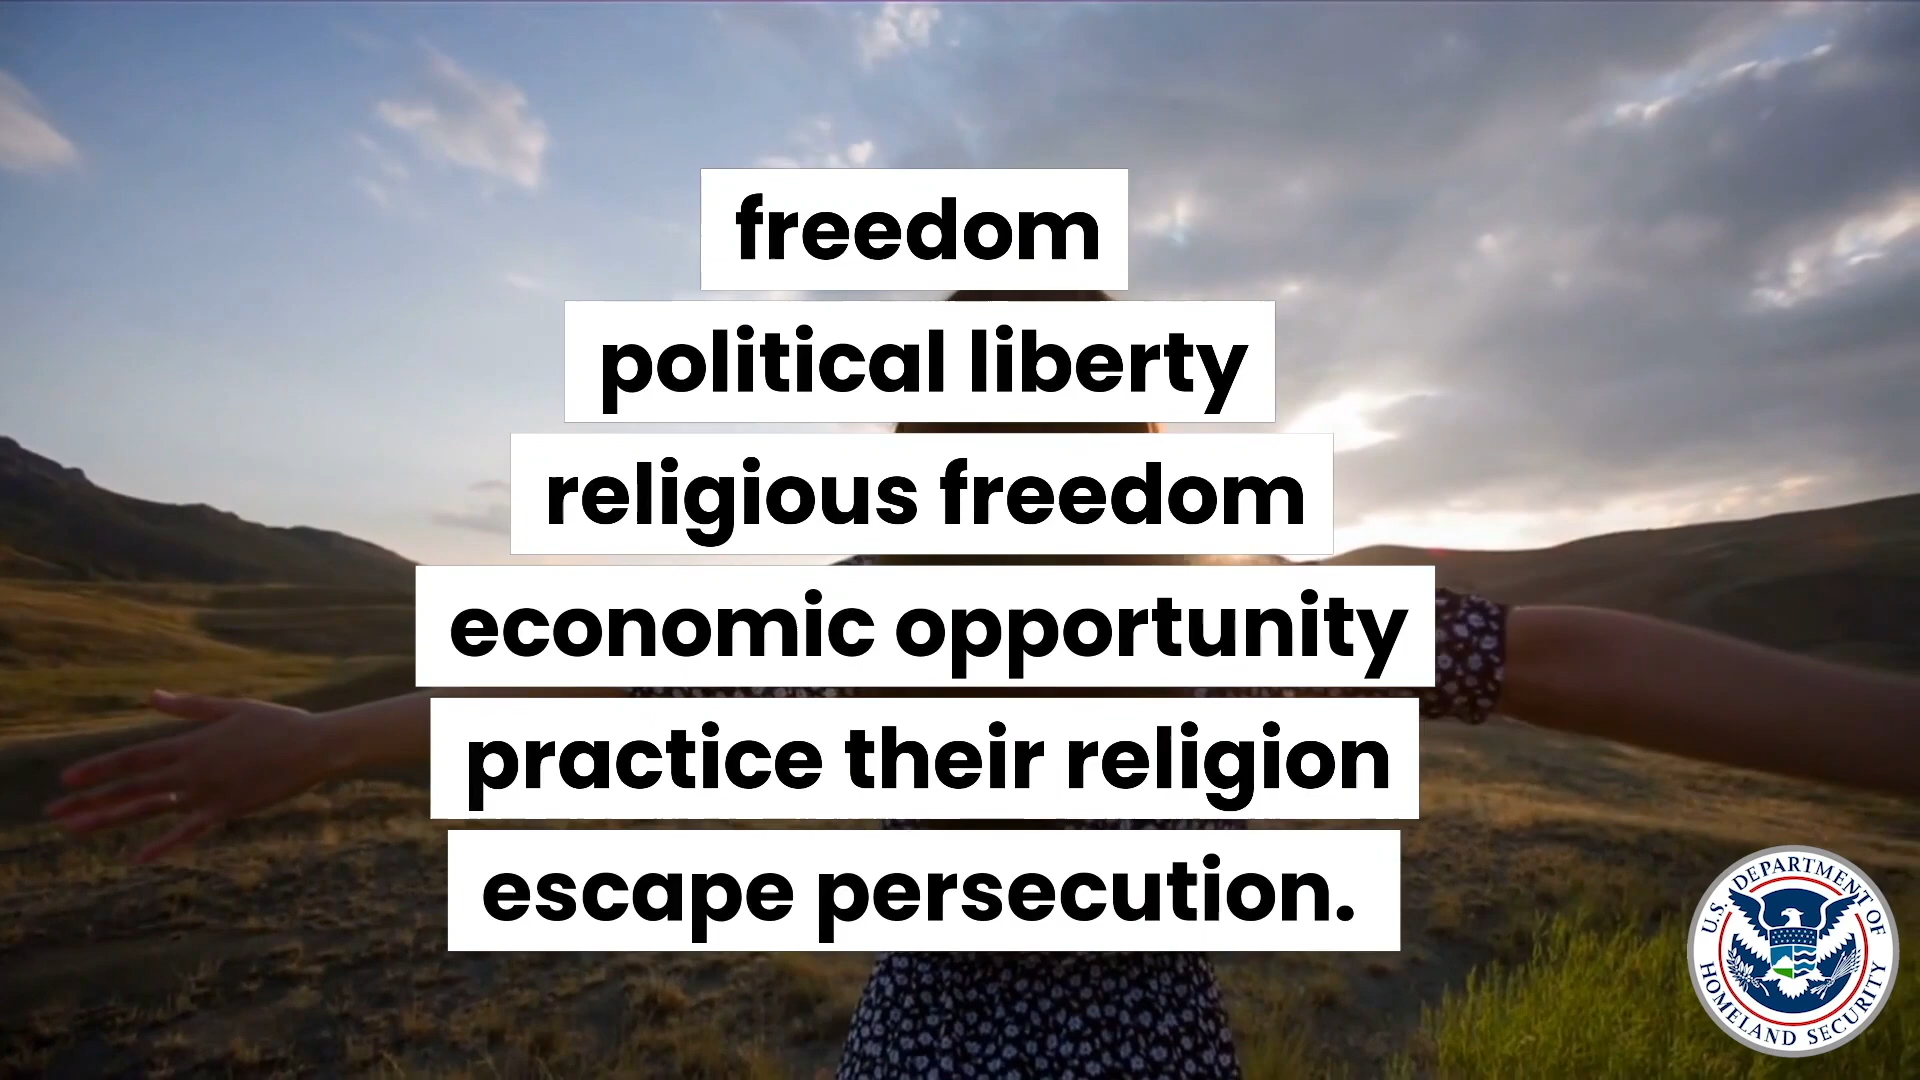 freedom
political liberty
religious freedom
economic opportunity
practice their religion
escape persecution.
U.S. DEPARTMENT OF
HOMELAND SECURITY